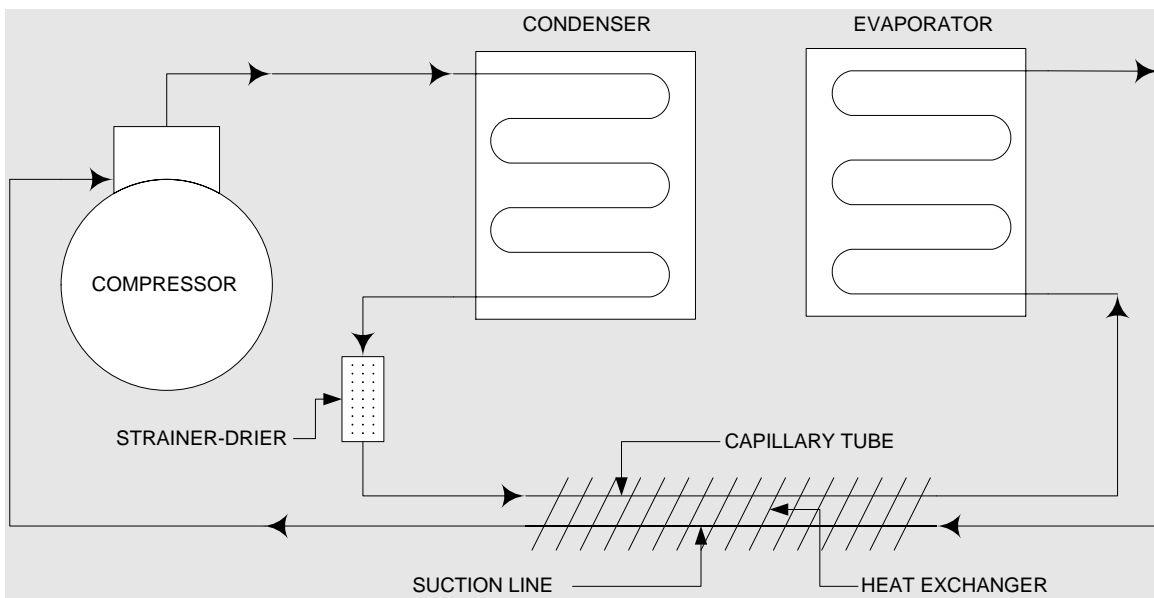 CONDENSER
EVAPORATOR
COMPRESSOR
STRAINER-DRIER
CAPILLARY TUBE
SUCTION LINE
HEAT EXCHANGER